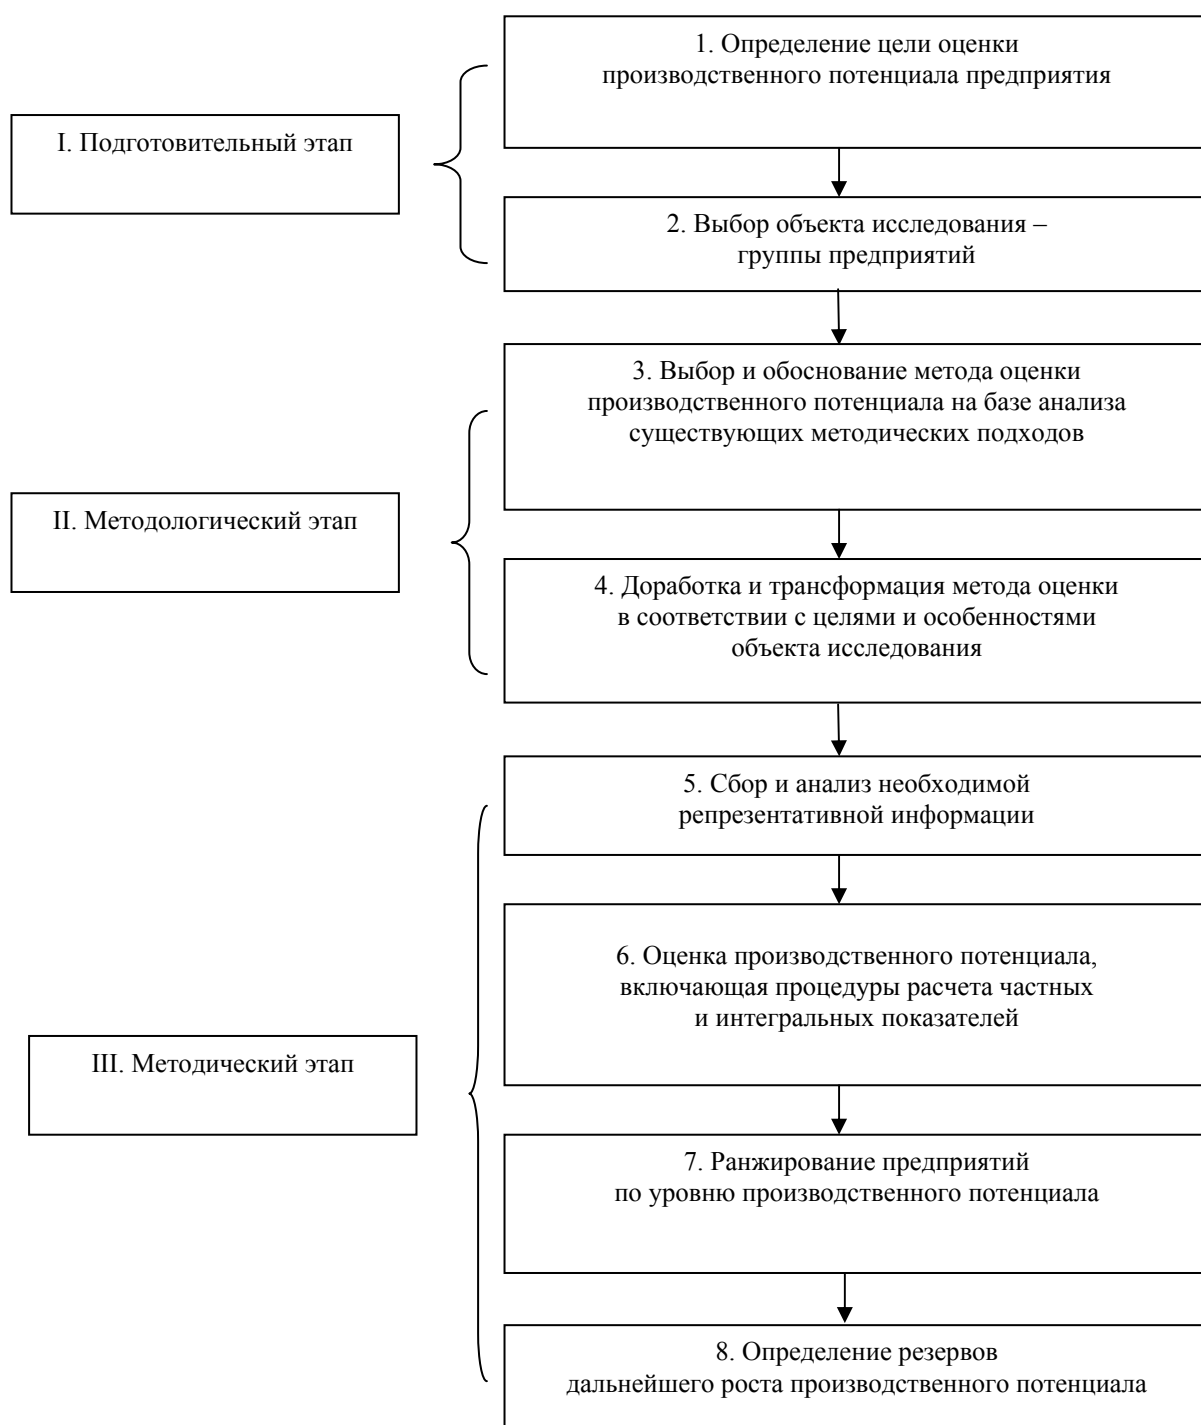 1. Определение цели оценки
производственного потенциала предприятия
I. Подготовительный этап
2. Выбор объекта исследования –
группы предприятий
3. Выбор и обоснование метода оценки
производственного потенциала на базе анализа
существующих методических подходов
II. Методологический этап
4. Доработка и трансформация метода оценки
в соответствии с целями и особенностями
объекта исследования
5. Сбор и анализ необходимой
репрезентативной информации
6. Оценка производственного потенциала,
включающая процедуры расчета частных
и интегральных показателей
III. Методический этап
7. Ранжирование предприятий
по уровню производственного потенциала
8. Определение резервов
дальнейшего роста производственного потенциала